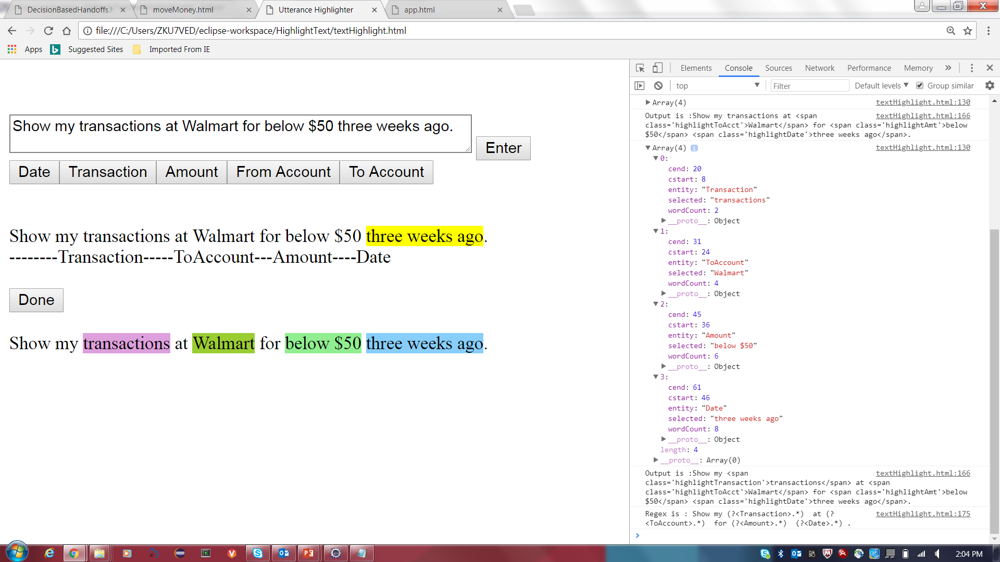 DecisionBasedHandoffs.h
moveMoney.html
Utterance Highlighter
app.html
file:///C:/Users/ZKU7VED/eclipse-workspace/HighlightText/textHighlight.html
Apps
Suggested Sites
Imported From IE
Show my transactions at Walmart for below $50 three weeks ago.
Enter
Date
Transaction
Amount
From Account
To Account
Show my transactions at Walmart for below $50 three weeks ago.
--------Transaction-----ToAccount---Amount----Date
Done
Show my transactions at Walmart for below $50 three weeks ago.
Elements
Console
Sources
Network
Performance
Memory
»
top
Filter
Default levels
Group similar
Array(4)
textHighlight.html:130
Output is :Show my transactions at <span
textHighlight.html:166
class='highlightToAcct'>Walmart</span> for <span class='highlightAmt'>below
$50</span> <span class='highlightDate'>three weeks ago</span>.
Array(4) i
textHighlight.html:130
0:
cend: 20
cstart: 8
entity: "Transaction"
selected: "transactions"
wordCount: 2
__proto__: Object
1:
cend: 31
cstart: 24
entity: "ToAccount"
selected: "Walmart"
wordCount: 4
__proto__: Object
2:
cend: 45
cstart: 36
entity: "Amount"
selected: "below $50"
wordCount: 6
__proto__: Object
3:
cend: 61
cstart: 46
entity: "Date"
selected: "three weeks ago"
wordCount: 8
__proto__: Object
length: 4
__proto__: Array(0)
Output is :Show my <span
textHighlight.html:166
class='highlightTransaction'>transactions</span> at <span
class='highlightToAcct'>Walmart</span> for <span class='highlightAmt'>below
$50</span> <span class='highlightDate'>three weeks ago</span>.
Regex is : Show my (?<Transaction>.*)  at (?
textHighlight.html:175
<ToAccount>.*)  for (?<Amount>.*)  (?<Date>.*) .
2:04 PM